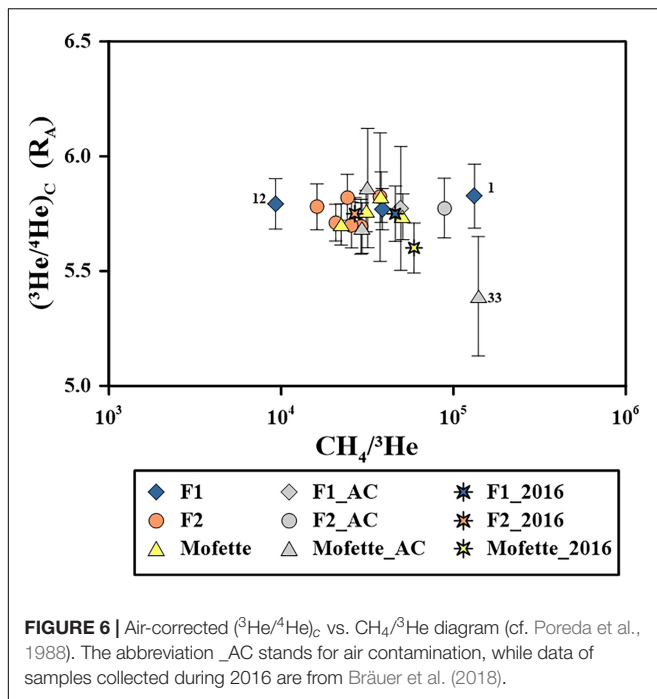 6.5
6.0
5.5
5.0
(³He/⁴He)C (RA)
12
1
33
10³ 10⁴ 10⁵ 10⁶
CH₄/³He
F1 F1_AC F1_2016
F2 F2_AC F2_2016
Mofette Mofette_AC Mofette_2016
FIGURE 6 | Air-corrected (³He/⁴He)c vs. CH₄/³He diagram (cf. Poreda et al.,
1988). The abbreviation _AC stands for air contamination, while data of
samples collected during 2016 are from Bräuer et al. (2018).